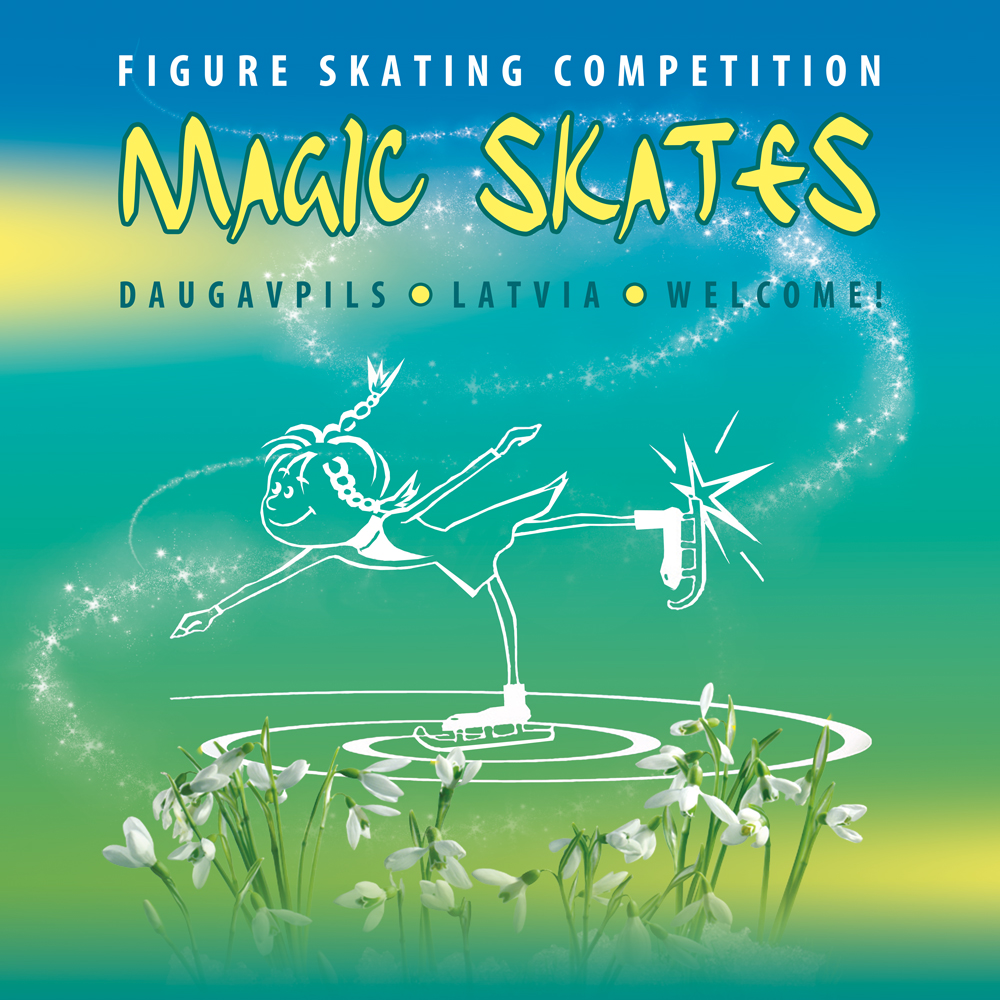 FIGURE SKATING COMPETITION
MAGIC SKATES
DAUGAVPILS • LATVIA • WELCOME!